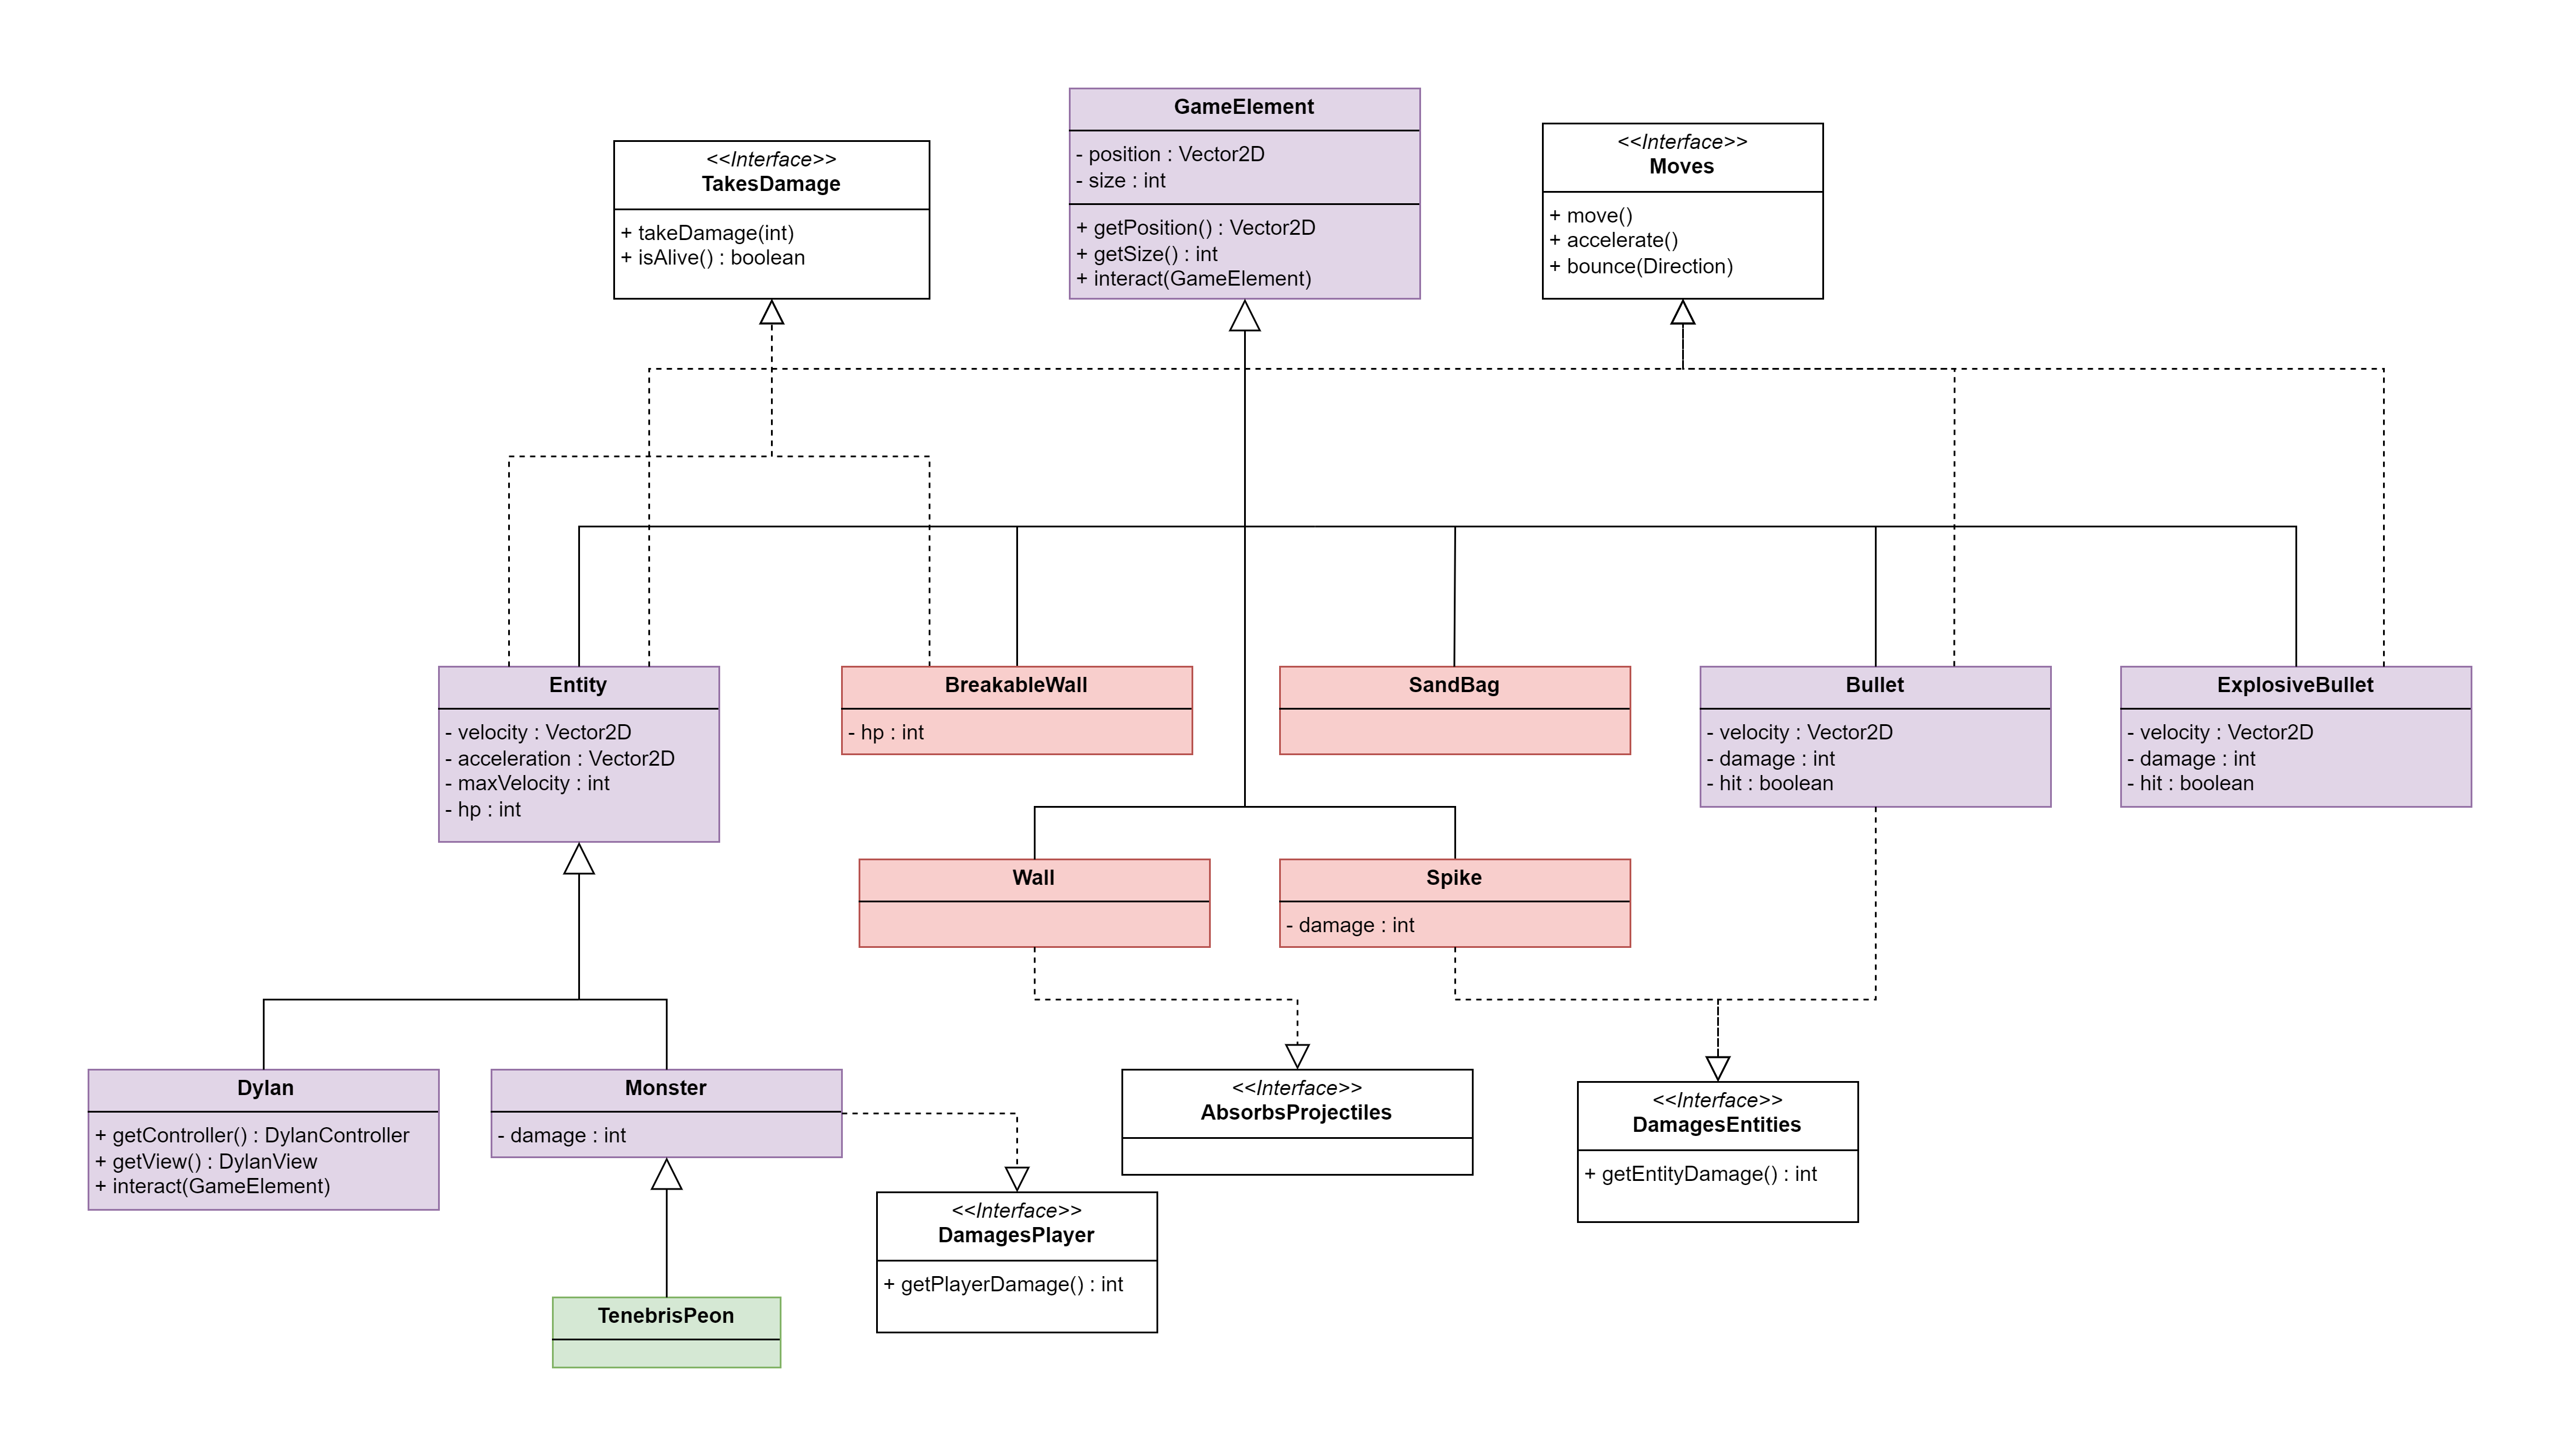 GameElement
- position : Vector2D
- size : int
+ getPosition() : Vector2D
+ getSize() : int
+ interact(GameElement)
<<Interface>>
TakesDamage
+ takeDamage(int)
+ isAlive() : boolean
<<Interface>>
Moves
+ move()
+ accelerate()
+ bounce(Direction)
Entity
- velocity : Vector2D
- acceleration : Vector2D
- maxVelocity : int
- hp : int
BreakableWall
- hp : int
SandBag
Bullet
- velocity : Vector2D
- damage : int
- hit : boolean
ExplosiveBullet
- velocity : Vector2D
- damage : int
- hit : boolean
Wall
Spike
- damage : int
Dylan
+ getController() : DylanController
+ getView() : DylanView
+ interact(GameElement)
Monster
- damage : int
<<Interface>>
AbsorbsProjectiles
<<Interface>>
DamagesEntities
+ getEntityDamage() : int
<<Interface>>
DamagesPlayer
+ getPlayerDamage() : int
TenebrisPeon